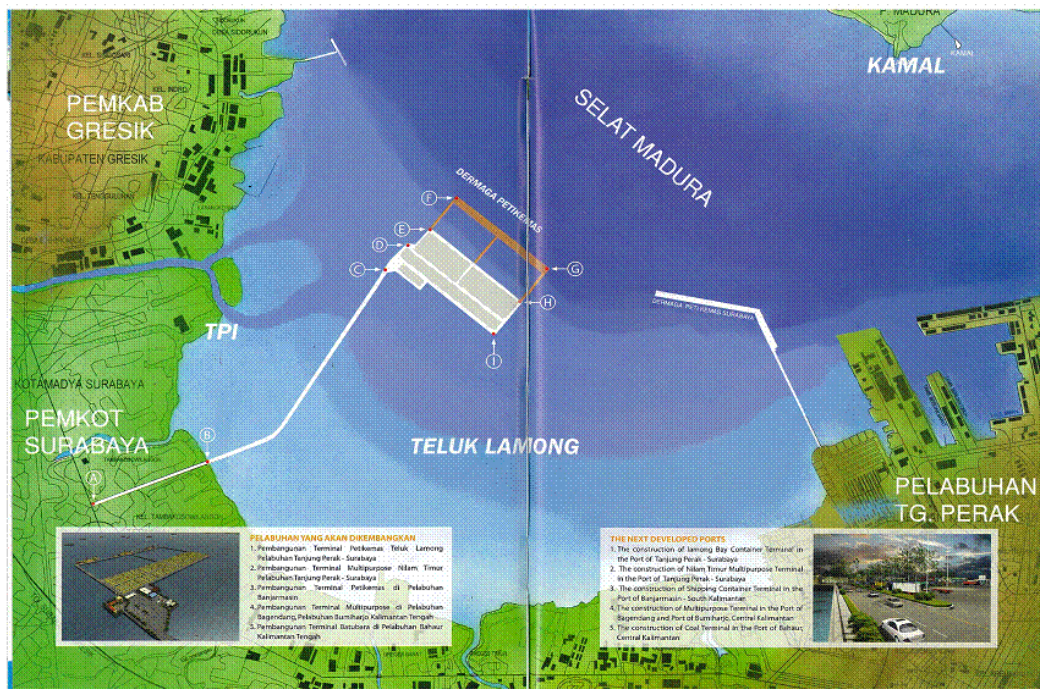 P. MADURA
KAMAL
KAMAL
PEMKAB
GRESIK
KABUPATEN GRESIK
SELAT MADURA
DERMAGA PETIKEMAS
F
E
D
C
G
H
I
DERMAGA PETI KEMAS SURABAYA
TPI
KOTAMADYA SURABAYA
PEMKOT
SURABAYA
B
A
TELUK LAMONG
PELABUHAN
TG. PERAK
PELABUHAN YANG AKAN DIKEMBANGKAN
1. Pembangunan Terminal Petikemas Teluk Lamong
Pelabuhan Tanjung Perak - Surabaya
2. Pembangunan Terminal Multipurpose Nilam Timur
Pelabuhan Tanjung Perak - Surabaya
3. Pembangunan Terminal Petikemas di Pelabuhan
Banjarmasin
4. Pembangunan Terminal Multipurpose di Pelabuhan
Bagendang, Pelabuhan Bumiharjo Kalimantan Tengah
5. Pembangunan Terminal Batubara di Pelabuhan Bahaur
Kalimantan Tengah
THE NEXT DEVELOPED PORTS
1. The construction of lamong Bay Container Terminal in
the Port of Tanjung Perak - Surabaya
2. The construction of Nilam Timur Multipurpose Terminal
in the Port of Tanjung Perak - Surabaya
3. The construction of Shipping Container Terminal in the
Port of Banjarmasin - South Kalimantan
4. The construction of Multipurpose Terminal in the Port of
Bagendang and Port of Bumiharjo, Central Kalimantan
5. The construction of Coal Terminal in the Port of Bahaur,
Central Kalimantan